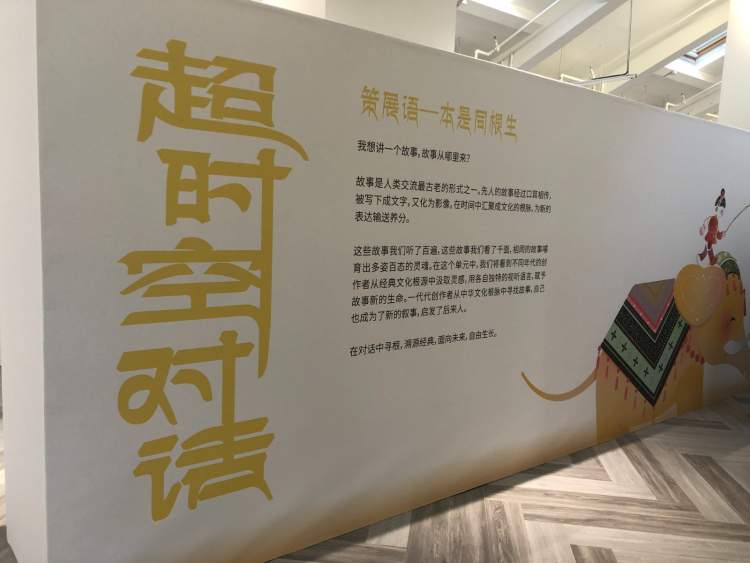 超时空对话
策展语—本是同根生
我想讲一个故事，故事从哪里来？
故事是人类交流最古老的形式之一。先人的故事经过口耳相传，
被写下成文字，又化为影像。在时间中汇聚成文化的根脉，为新的
表达输送养分。
这些故事我们听了百遍，这些故事我们看了千面，相同的故事哺
育出多姿百态的灵魂。在这个单元中，我们将看到不同年代的创
作者从经典文化根源中汲取灵感，用各自独特的视听语言，赋予
故事新的生命。一代代创作者从中华文化根脉中寻找故事，自己
也成为了新的叙事，启发了后来人。
在对话中寻根，溯源经典，面向未来，自由生长。